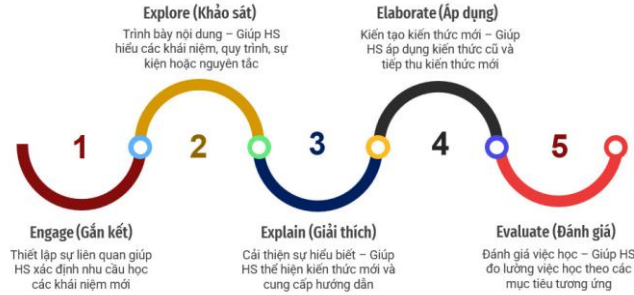 Explore (Khảo sát)
Trình bày nội dung – Giúp HS
hiểu các khái niệm, quy trình, sự
kiện hoặc nguyên tắc
Elaborate (Áp dụng)
Kiến tạo kiến thức mới – Giúp
HS áp dụng kiến thức cũ và
tiếp thu kiến thức mới
1
2
3
4
5
Engage (Gắn kết)
Thiết lập sự liên quan giúp
HS xác định nhu cầu học
các khái niệm mới
Explain (Giải thích)
Cải thiện sự hiểu biết – Giúp
HS thể hiện kiến thức mới và
cung cấp hướng dẫn
Evaluate (Đánh giá)
Đánh giá việc học – Giúp HS
đo lường việc học theo các
mục tiêu tương ứng